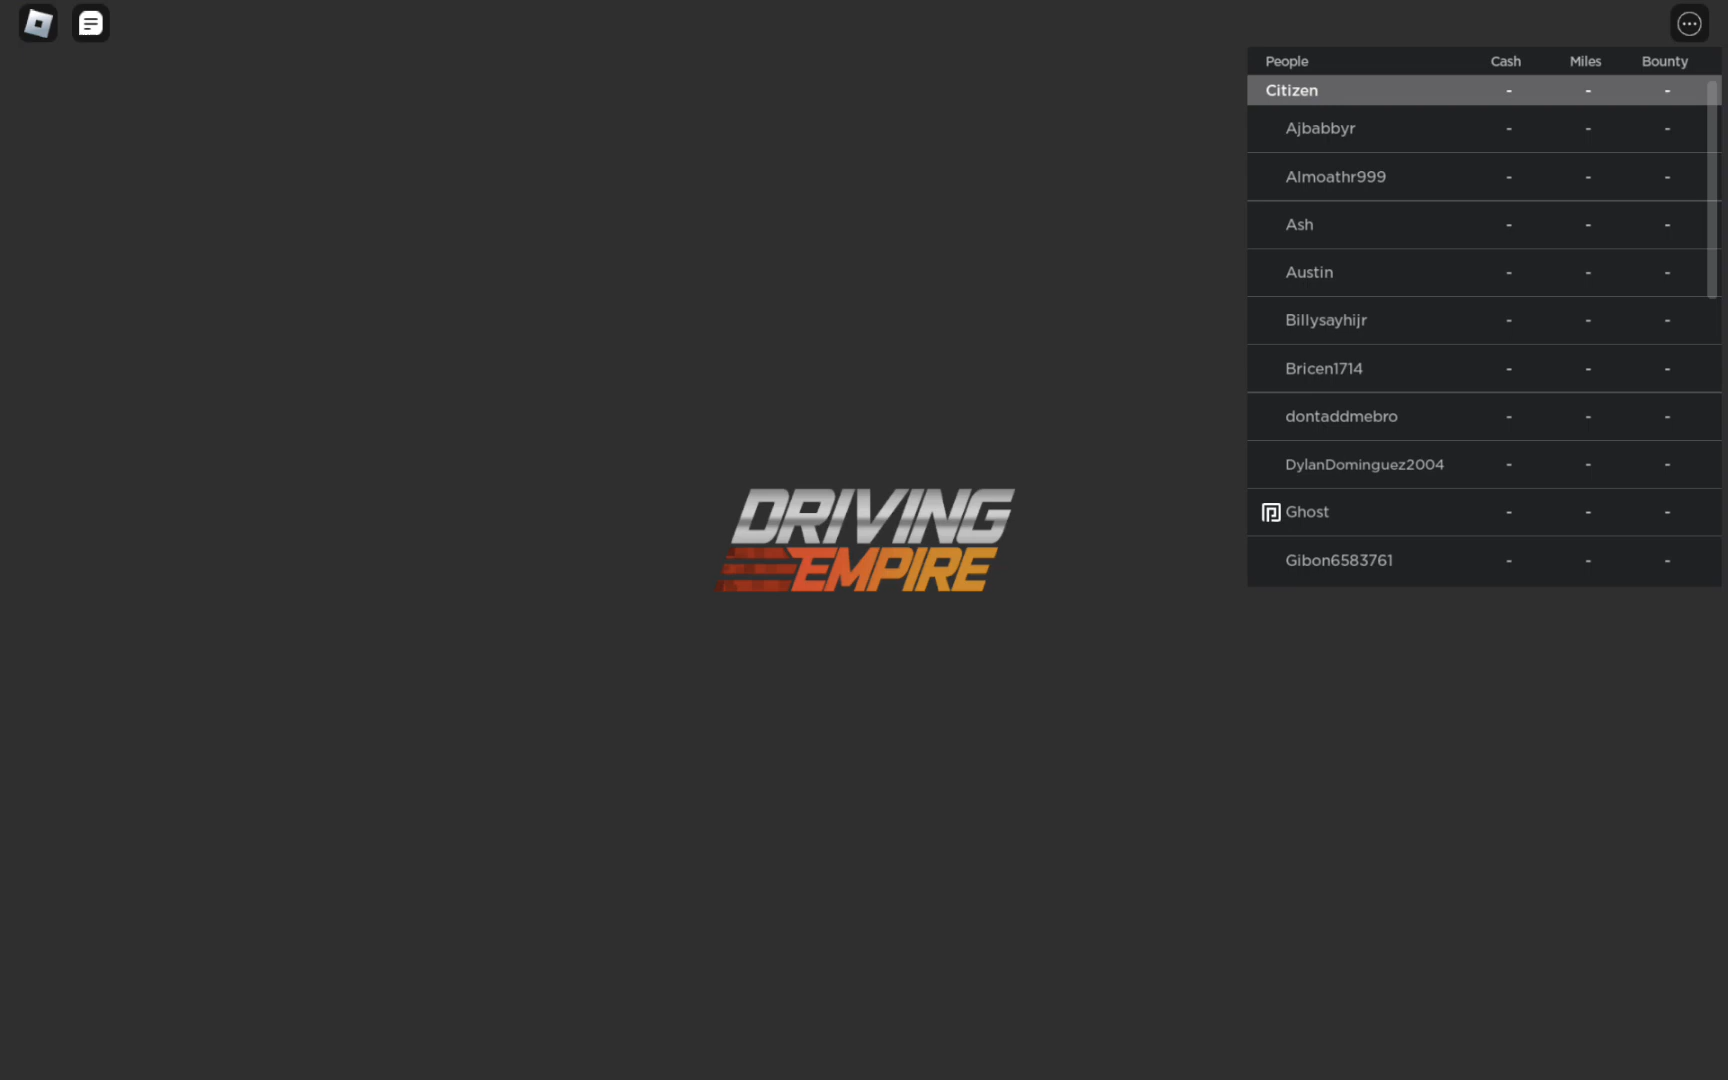 People Cash Miles Bounty
Citizen - - -
Ajbabbyr - - -
Almoathr999 - - -
Ash - - -
Austin - - -
Billysayhijr - - -
Bricen1714 - - -
dontaddmebro - - -
DylanDominguez2004 - - -
Ghost - - -
Gibon6583761 - - -
DRIVING
EMPIRE